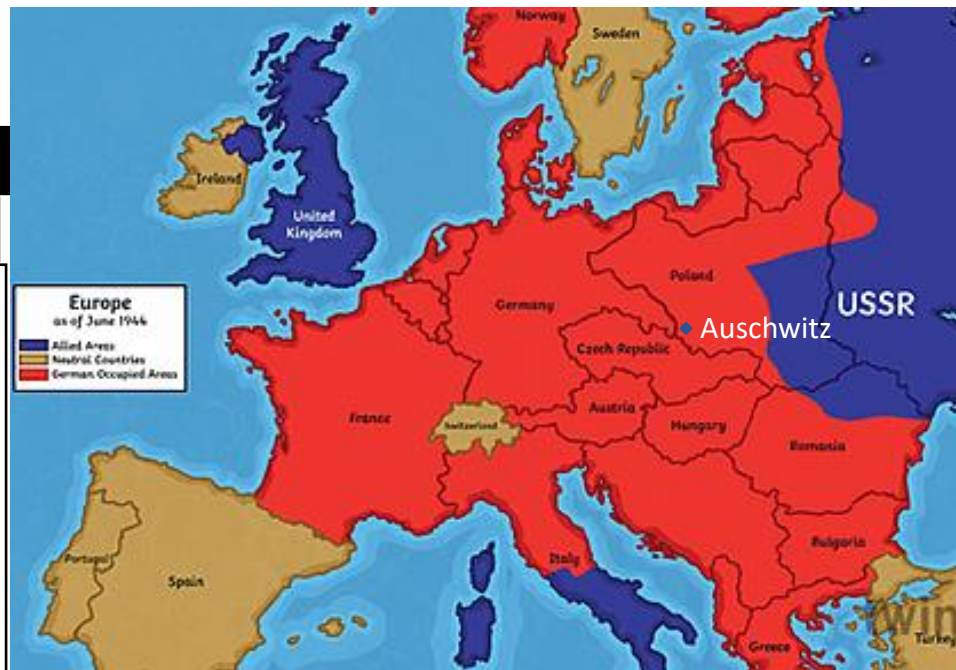 Norway
Sweden
Ireland
United
Kingdom
Poland
Germany
USSR
Auschwitz
Europe
as of June 1944
Allied Areas
Neutral Countries
German Occupied Areas
Czech Republic
France
Switzerland
Austria
Hungary
Romania
Portugal
Spain
Italy
Bulgaria
Greece
Turkey
win